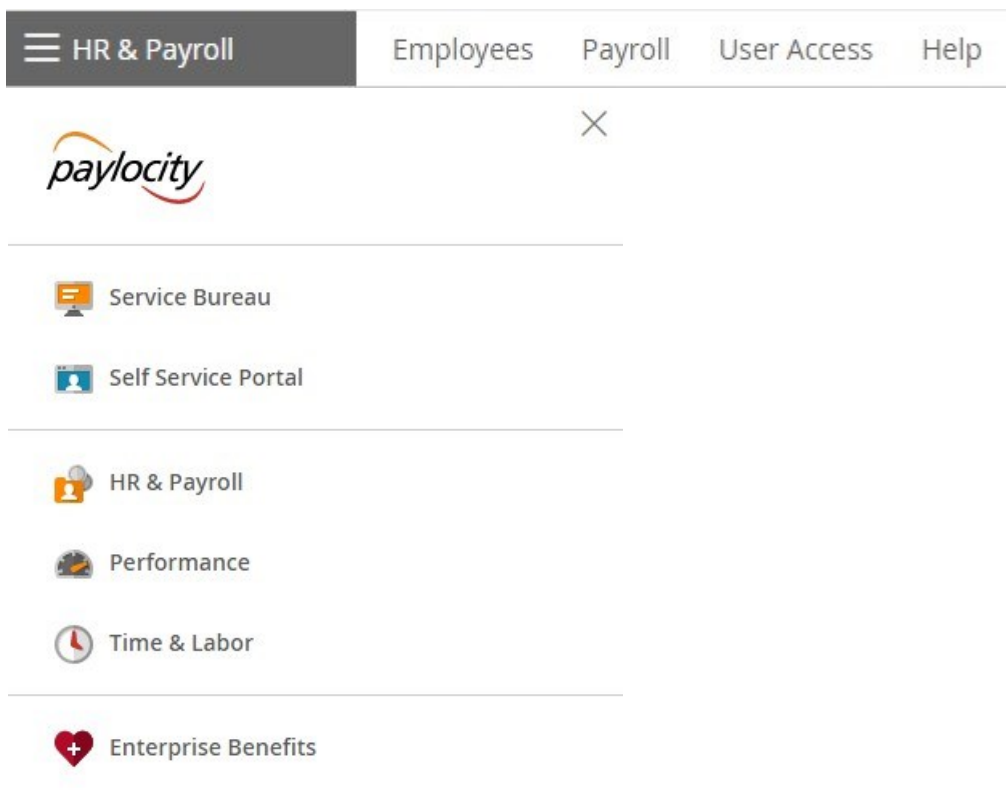 HR & Payroll Employees Payroll User Access Help
paylocity
Service Bureau
Self Service Portal
HR & Payroll
Performance
Time & Labor
Enterprise Benefits